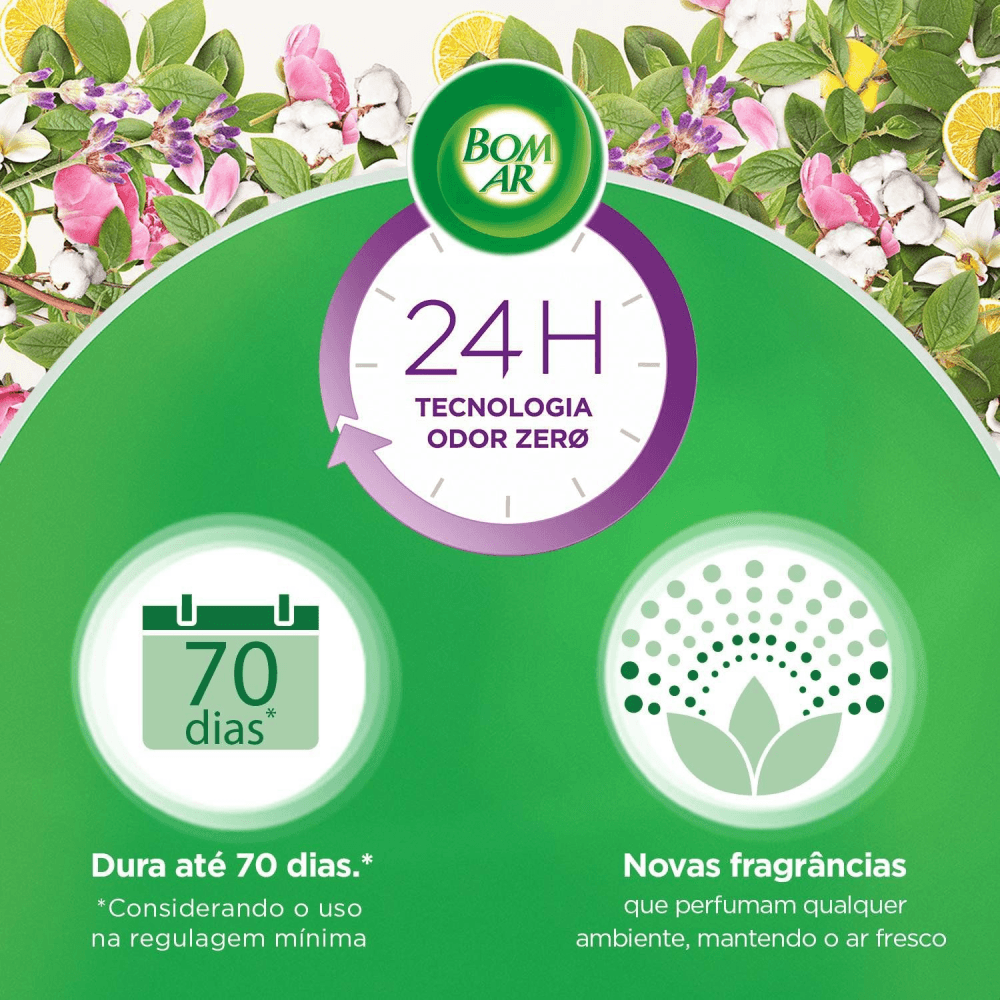 BOM
AR
24H
TECNOLOGIA
ODOR ZERØ
70
dias*
Dura até 70 dias.*
*Considerando o uso
na regulagem mínima
Novas fragrâncias
que perfumam qualquer
ambiente, mantendo o ar fresco